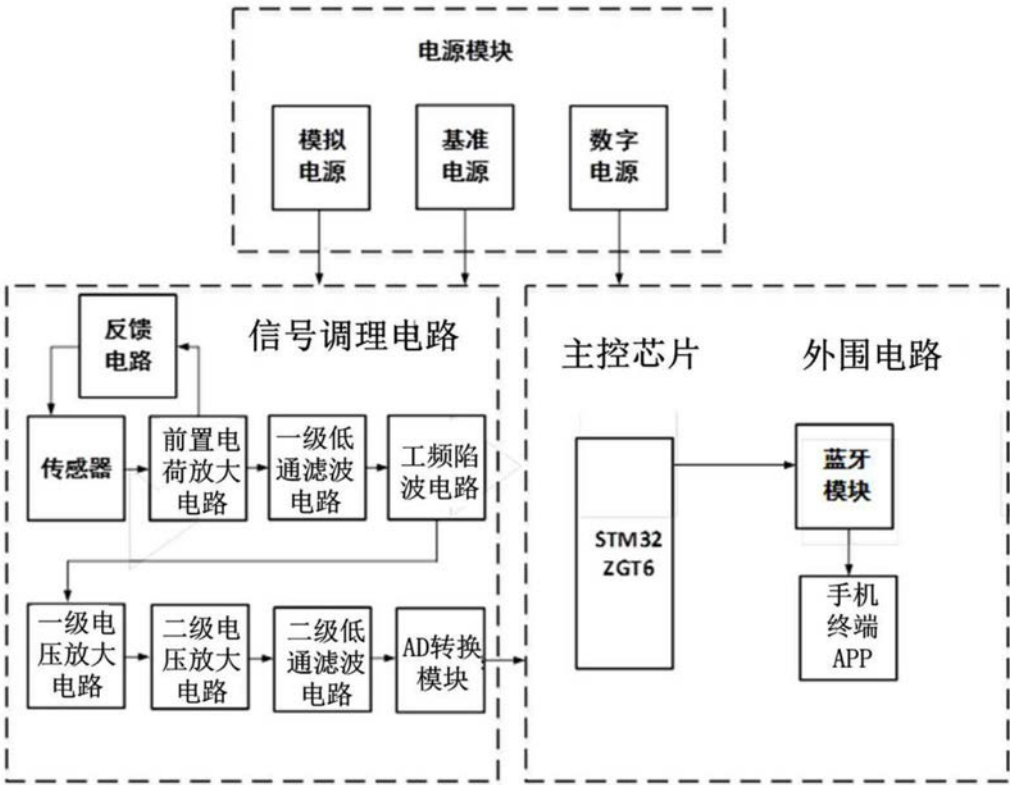 电源模块
模拟
电源
基准
电源
数字
电源
信号调理电路
反馈
电路
传感器
前置电
荷放大
电路
一级低
通滤波
电路
工频陷
波电路
一级电
压放大
电路
二级电
压放大
电路
二级低
通滤波
电路
AD转换
模块
主控芯片
外围电路
STM32
ZGT6
蓝牙
模块
手机
终端
APP